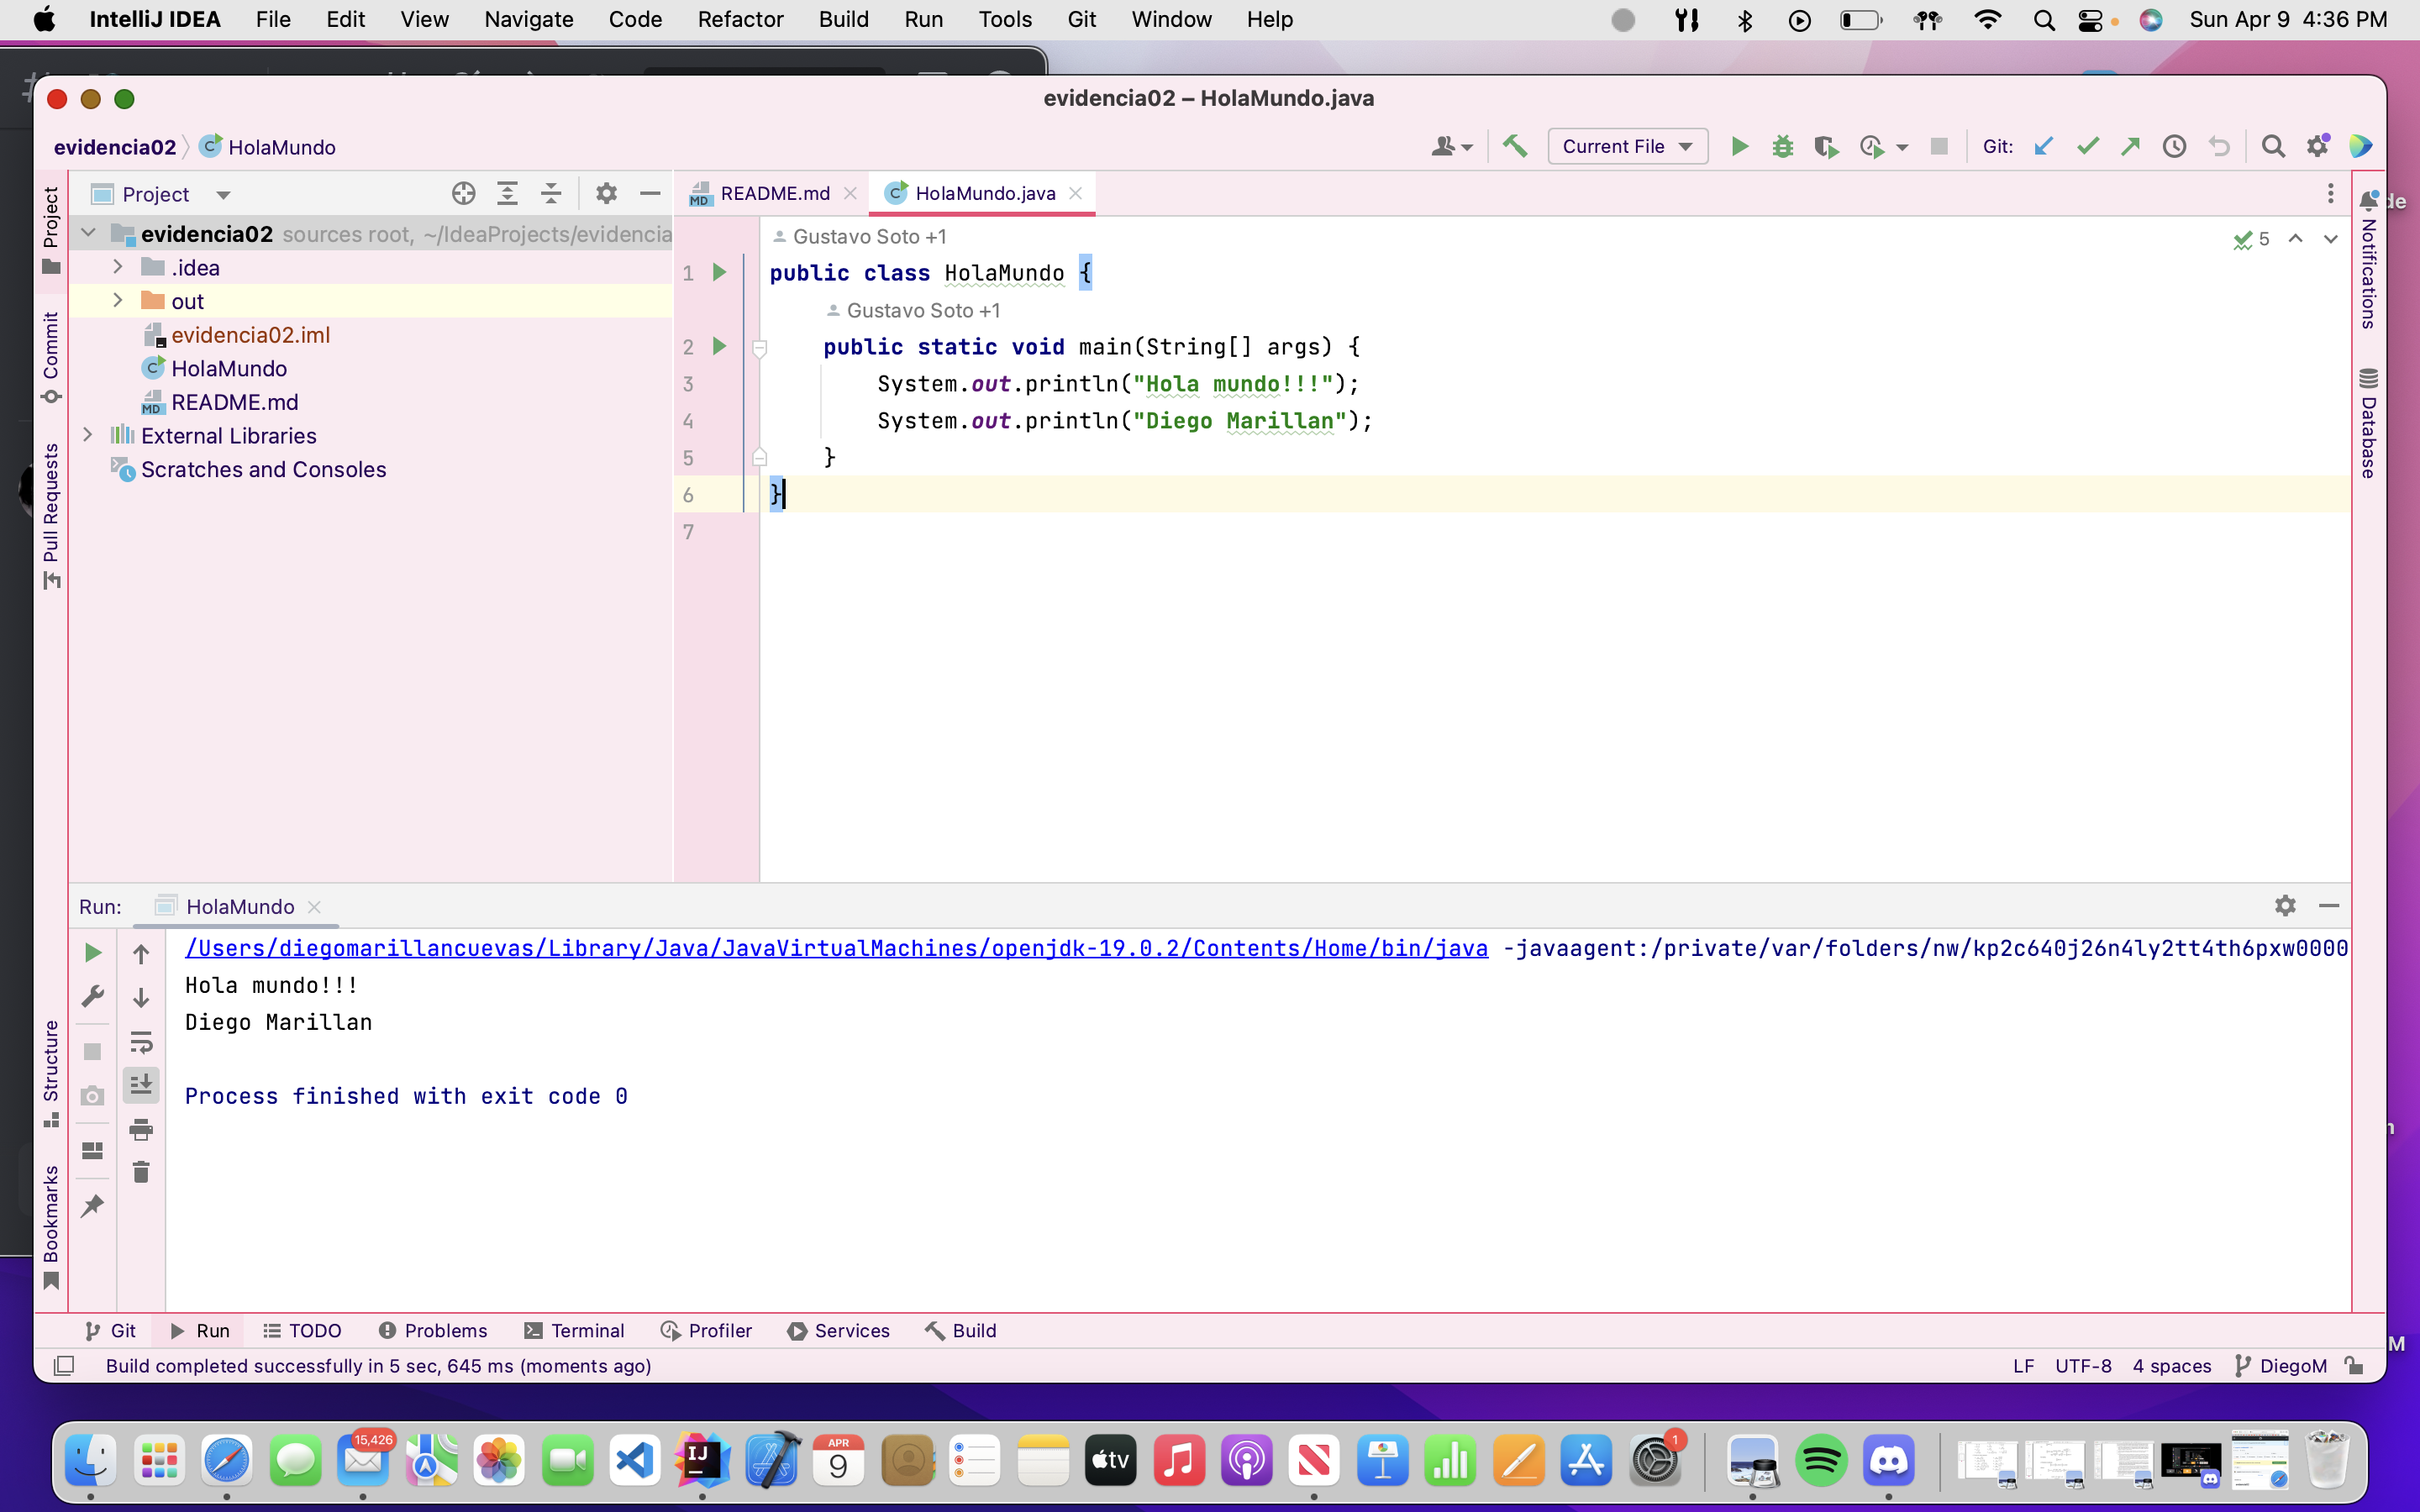 IntelliJ IDEA File Edit View Navigate Code Refactor Build Run Tools Git Window Help Sun Apr 9 4:36 PM
evidencia02 – HolaMundo.java
evidencia02 HolaMundo Current File Git:
Project
README.md HolaMundo.java
evidencia02 sources root, ~/IdeaProjects/evidencia
.idea
out
evidencia02.iml
HolaMundo
README.md
External Libraries
Scratches and Consoles
Project
Commit
Pull Requests
Structure
Bookmarks
Gustavo Soto +1
5
1 public class HolaMundo {
Gustavo Soto +1
2 public static void main(String[] args) {
3 System.out.println("Hola mundo!!!");
4 System.out.println("Diego Marillan");
5 }
6 }
7
Notifications
Database
de
Run: HolaMundo
/Users/diegomarillancuevas/Library/Java/JavaVirtualMachines/openjdk-19.0.2/Contents/Home/bin/java -javaagent:/private/var/folders/nw/kp2c640j26n4ly2tt4th6pxw0000
Hola mundo!!!
Diego Marillan
Process finished with exit code 0
Git Run TODO Problems Terminal Profiler Services Build
M
Build completed successfully in 5 sec, 645 ms (moments ago) LF UTF-8 4 spaces DiegoM
15,426
IJ
APR
9
tv
1